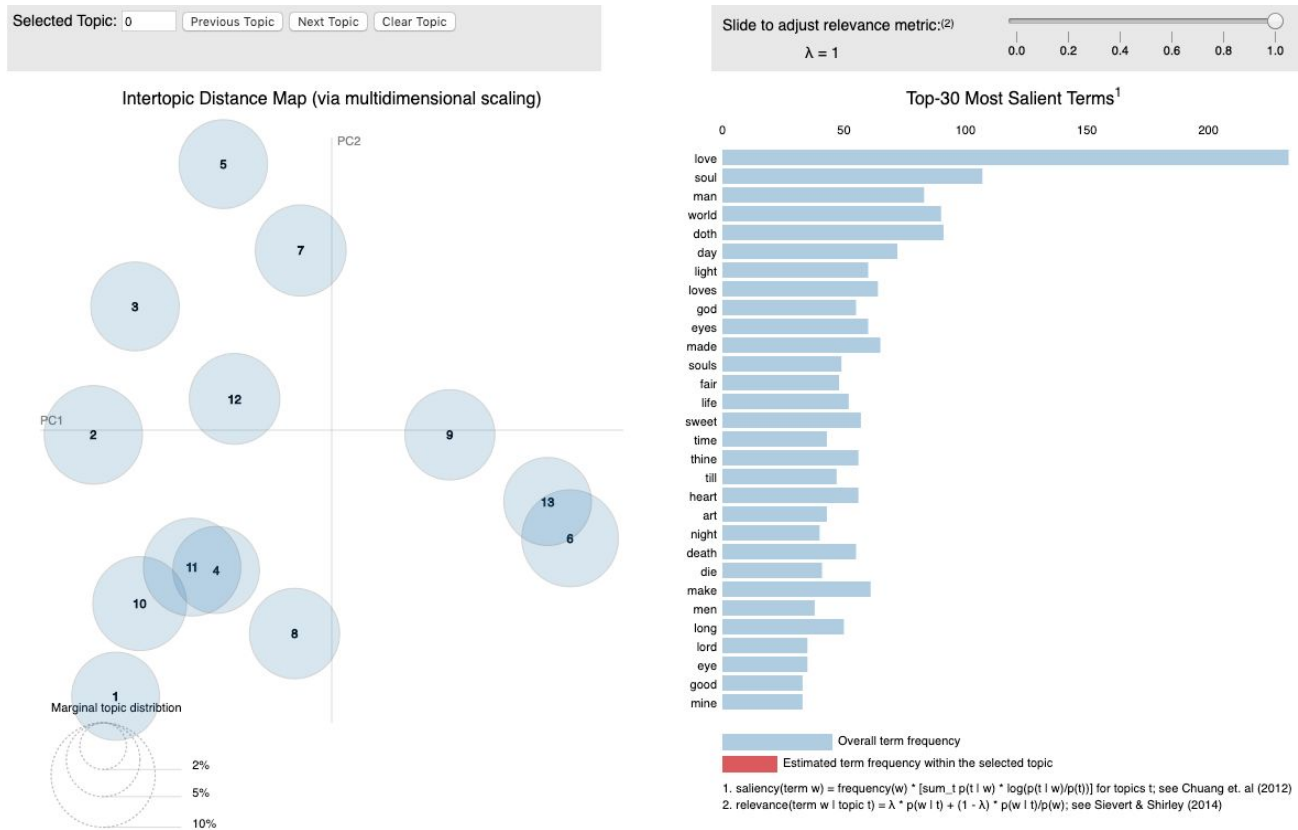 Selected Topic: 0 Previous Topic Next Topic Clear Topic
Slide to adjust relevance metric:(2)
λ = 1
0.0 0.2 0.4 0.6 0.8 1.0
Intertopic Distance Map (via multidimensional scaling)
PC2
PC1
5
7
3
12
2
9
13
6
11
4
10
8
1
Marginal topic distribtion
2%
5%
10%
Top-30 Most Salient Terms1
0 50 100 150 200
love
soul
man
world
doth
day
light
loves
god
eyes
made
souls
fair
life
sweet
time
thine
till
heart
art
night
death
die
make
men
long
lord
eye
good
mine
Overall term frequency
Estimated term frequency within the selected topic
1. saliency(term w) = frequency(w) * [sum_t p(t | w) * log(p(t | w)/p(t))] for topics t; see Chuang et. al (2012)
2. relevance(term w | topic t) = λ * p(w | t) + (1 - λ) * p(w | t)/p(w); see Sievert & Shirley (2014)